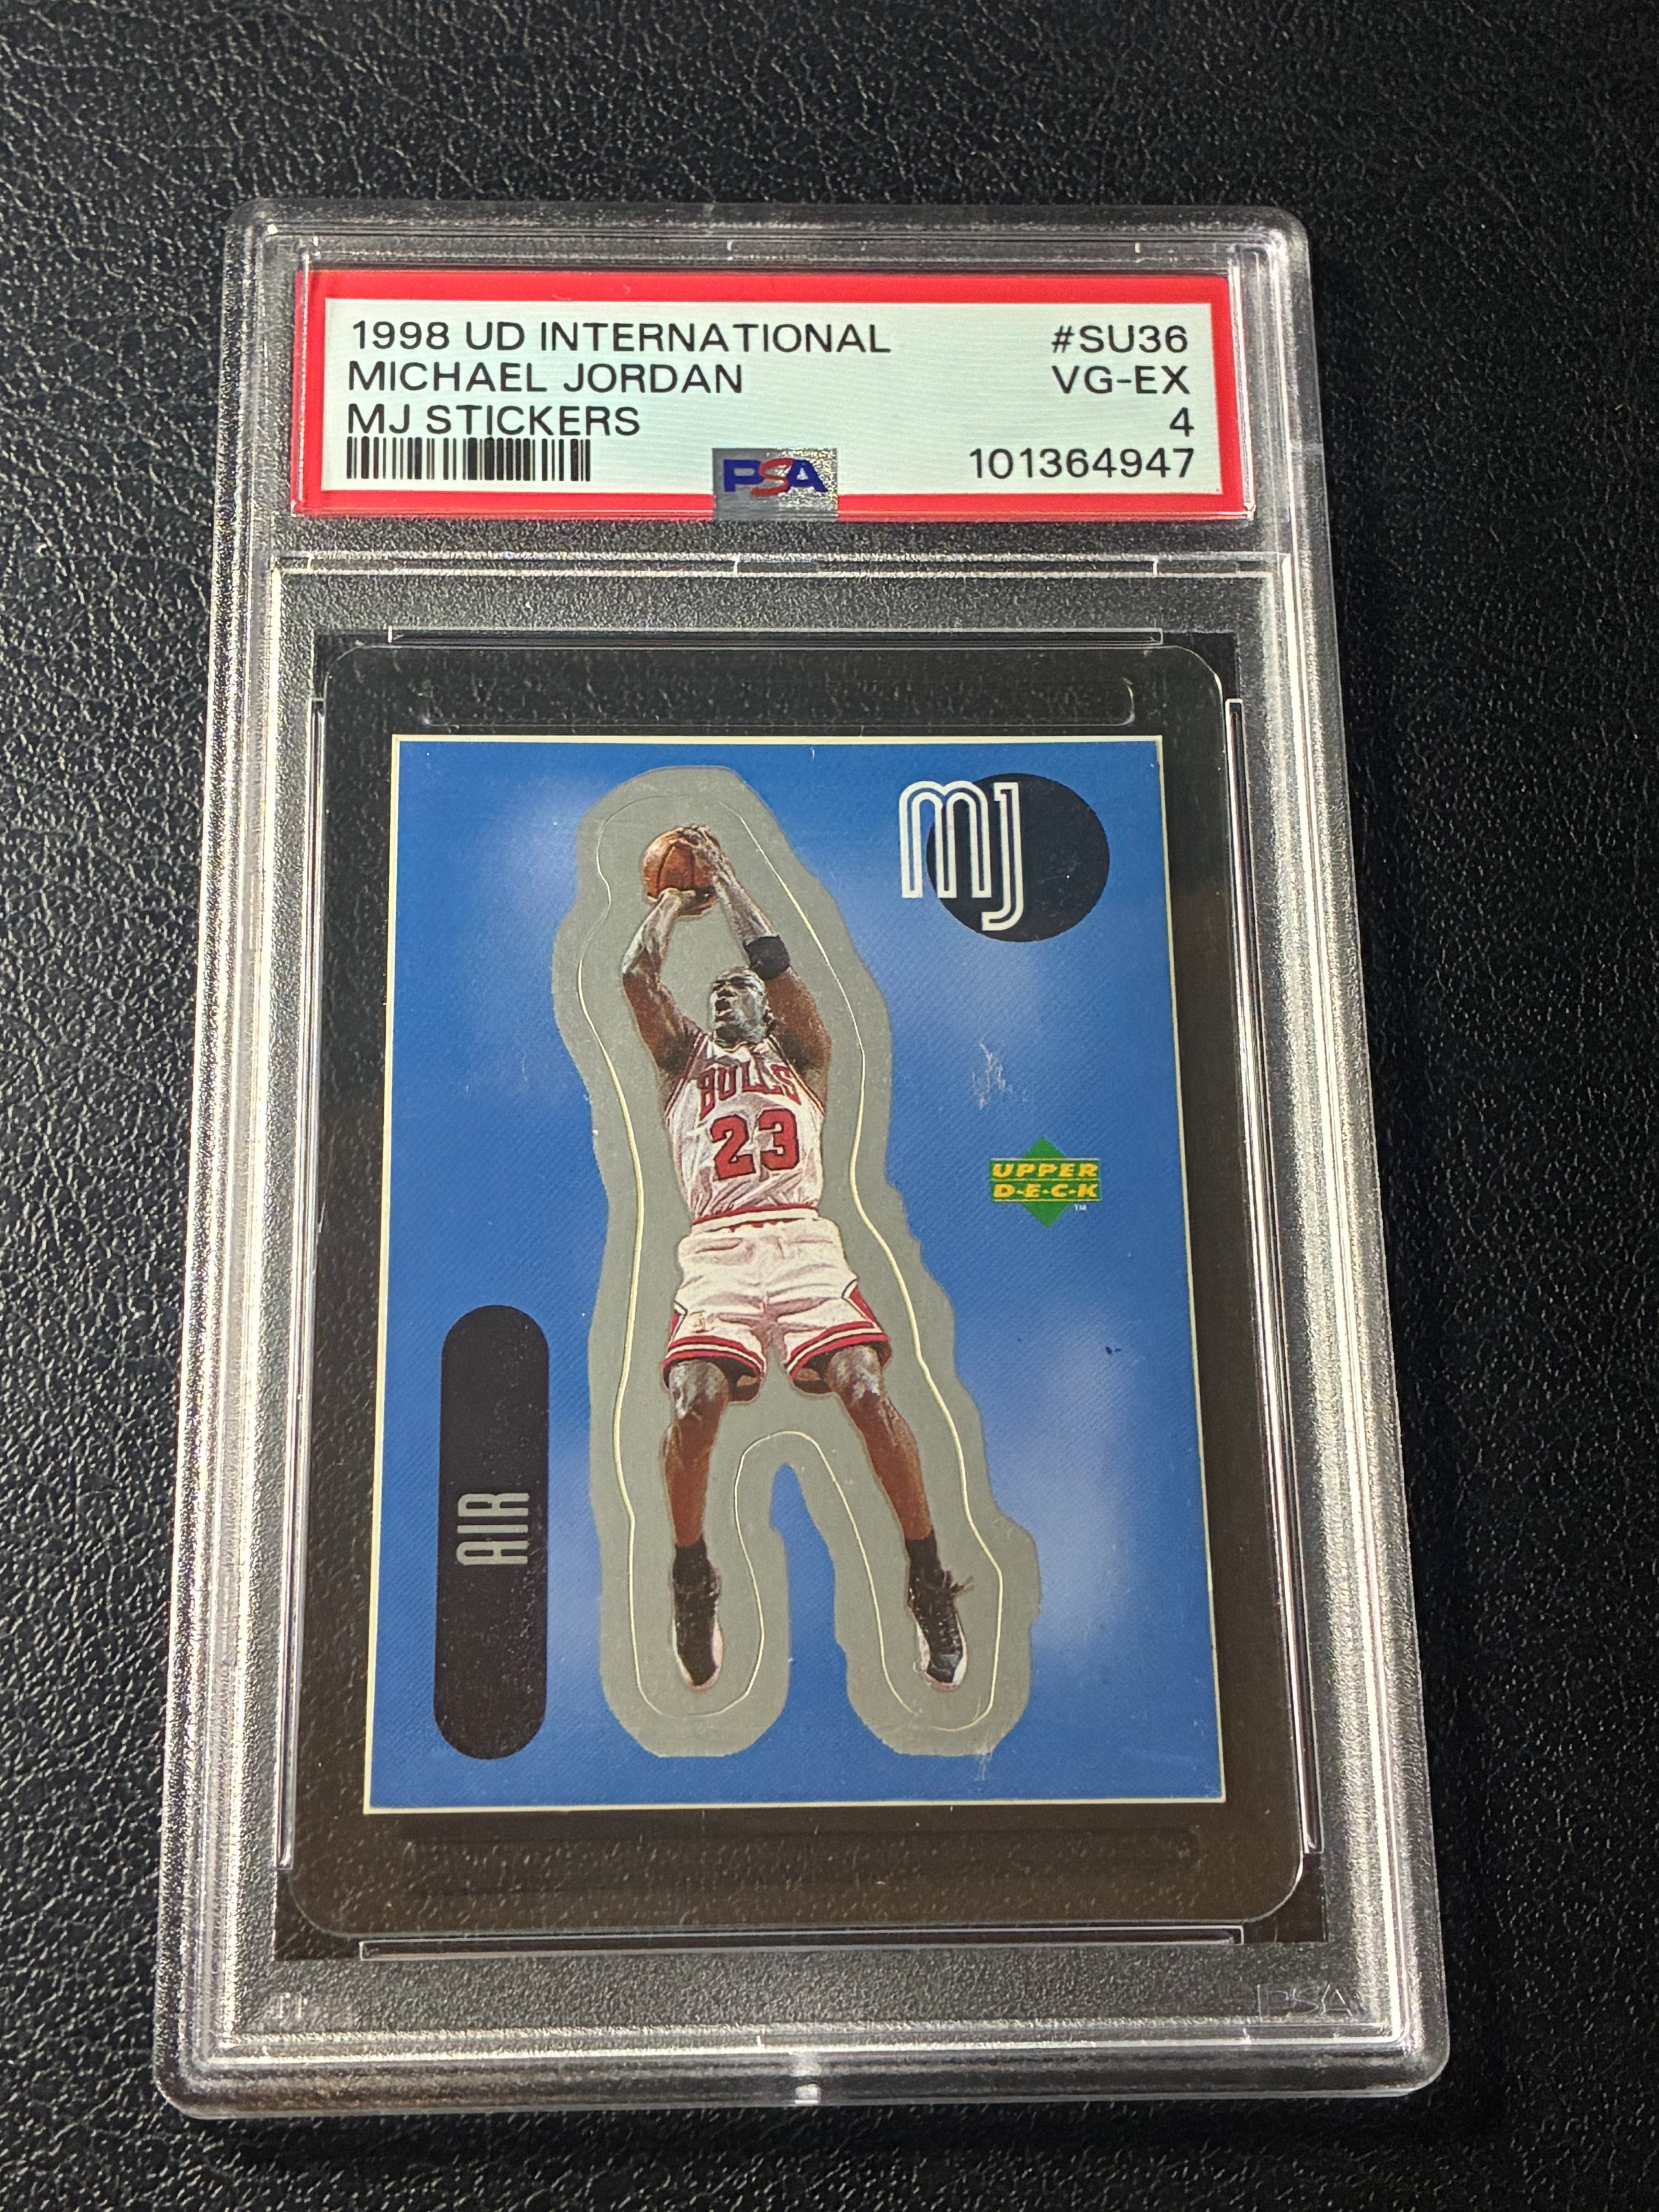 1998 UD INTERNATIONAL #SU36
MICHAEL JORDAN VG-EX
MJ STICKERS 4
PSA 101364947
mj
BULLS
23
UPPER
D·E·C·K
TM
AIR
PSA